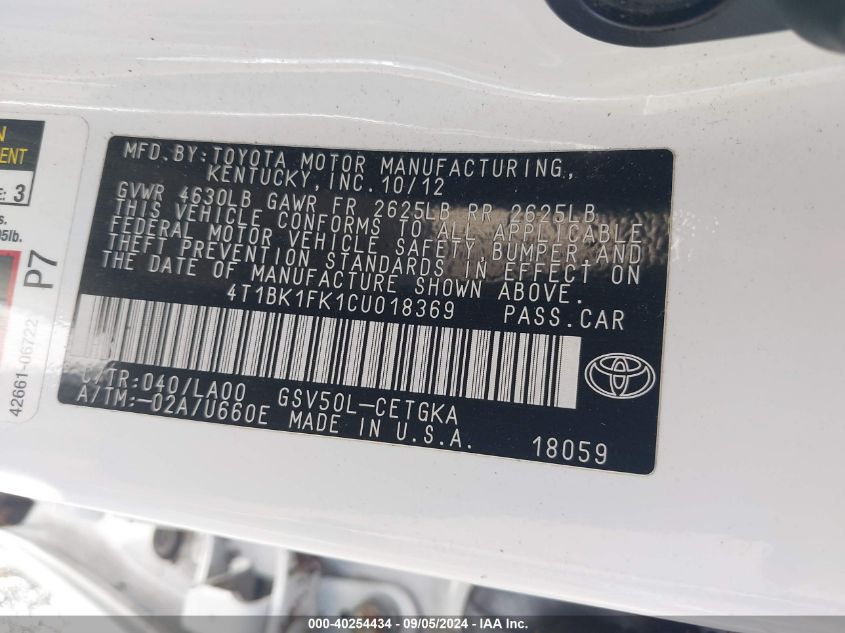 MFD.BY:TOYOTA MOTOR MANUFACTURING,
KENTUCKY, INC. 10/12
GVWR 4630LB GAWR FR 2625LB RR 2625LB
THIS VEHICLE CONFORMS TO ALL APPLICABLE
FEDERAL MOTOR VEHICLE SAFETY, BUMPER, AND
THEFT PREVENTION STANDARDS IN EFFECT ON
THE DATE OF MANUFACTURE SHOWN ABOVE.
4T1BK1FK1CU018369 PASS.CAR
C/TR:040/LA00 GSV50L-CETGKA
A/TM:-02A/U660E MADE IN U.S.A.
18059
3
P7
42661-06722
000-40254434 - 09/05/2024 - IAAI Inc.